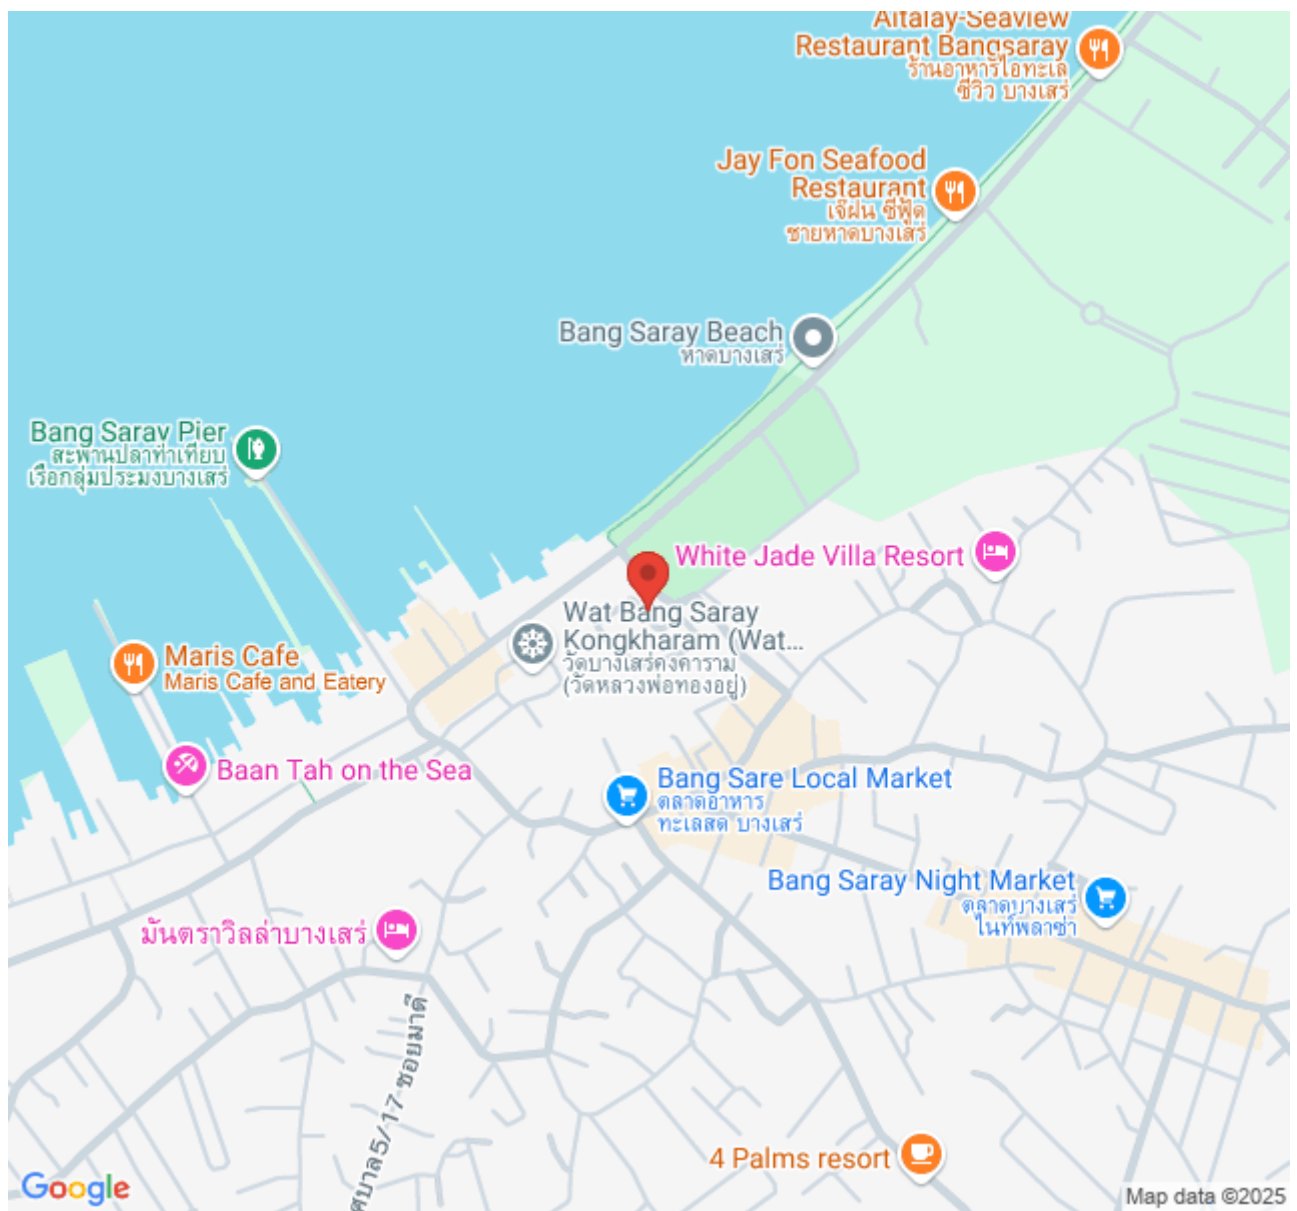 Altalay-Seaview
Restaurant Bangsaray
ร้านอาหารไอทะเล
ซีวิว บางเสร่
Jay Fon Seafood
Restaurant
เจ๊ฝน ซีฟู้ด
ชายหาดบางเสร่
Bang Saray Beach
หาดบางเสร่
Bang Saray Pier
สะพานปลาท่าเทียบ
เรือกลุ่มประมงบางเสร่
White Jade Villa Resort
Wat Bang Saray
Kongkharam (Wat...
วัดบางเสร่คงคาราม
(วัดหลวงพ่อทองอยู่)
Maris Cafe
Maris Cafe and Eatery
Baan Tah on the Sea
Bang Sare Local Market
ตลาดอาหาร
ทะเลสด บางเสร่
Bang Saray Night Market
ตลาดบางเสร่
ไนท์พลาซ่า
มันตราวิลล่าบางเสร่
ศบาล5/17 ซอยมาดี
4 Palms resort
Google
Map data ©2025